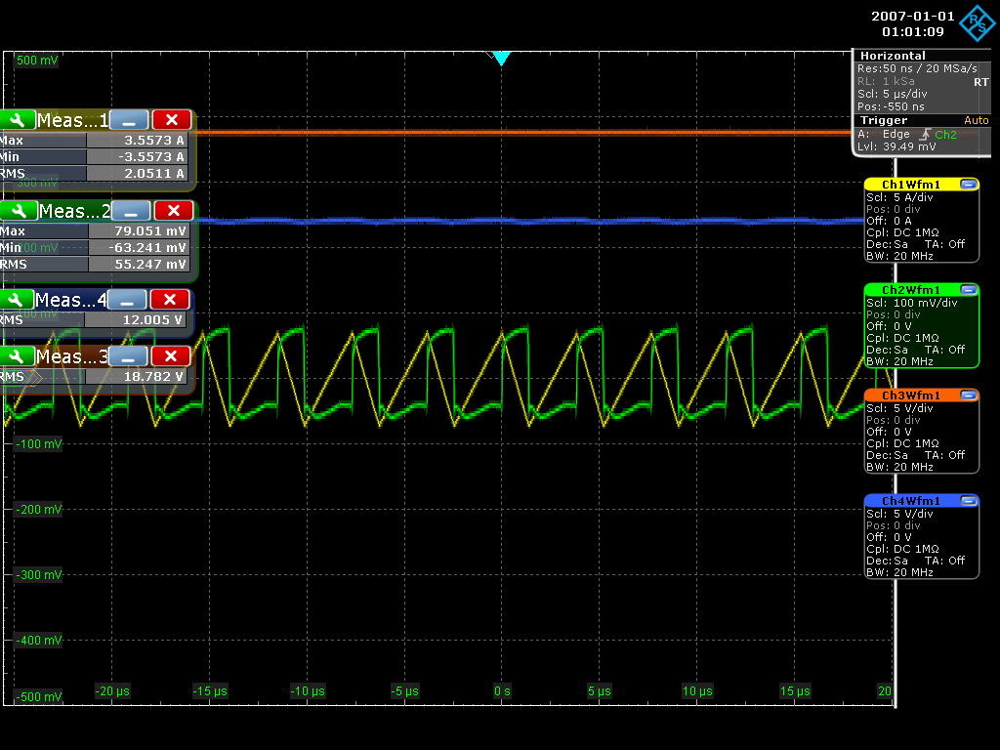 2007-01-01
01:01:09
R/S
Horizontal
Res:50 ns / 20 MSa/s
RL: 1 kSa RT
Scl: 5 µs/div
Pos:-550 ns
Trigger Auto
A: Edge Ch2
Lvl: 39.49 mV
500 mV
Meas...1
Max 3.5573 A
Min -3.5573 A
RMS 2.0511 A
300 mV
Meas...2
Max 79.051 mV
Min -63.241 mV
RMS 55.247 mV
200 mV
Meas...4
RMS 12.005 V
100 mV
Meas...3
RMS 18.782 V
-100 mV
-200 mV
-300 mV
-400 mV
-500 mV
-20 µs -15 µs -10 µs -5 µs 0 s 5 µs 10 µs 15 µs 20
Ch1Wfm1
Scl: 5 A/div
Pos: 0 div
Off: 0 A
Cpl: DC 1MΩ
Dec:Sa TA: Off
BW: 20 MHz
Ch2Wfm1
Scl: 100 mV/div
Pos: 0 div
Off: 0 V
Cpl: DC 1MΩ
Dec:Sa TA: Off
BW: 20 MHz
Ch3Wfm1
Scl: 5 V/div
Pos: 0 div
Off: 0 V
Cpl: DC 1MΩ
Dec:Sa TA: Off
BW: 20 MHz
Ch4Wfm1
Scl: 5 V/div
Pos: 0 div
Off: 0 V
Cpl: DC 1MΩ
Dec:Sa TA: Off
BW: 20 MHz